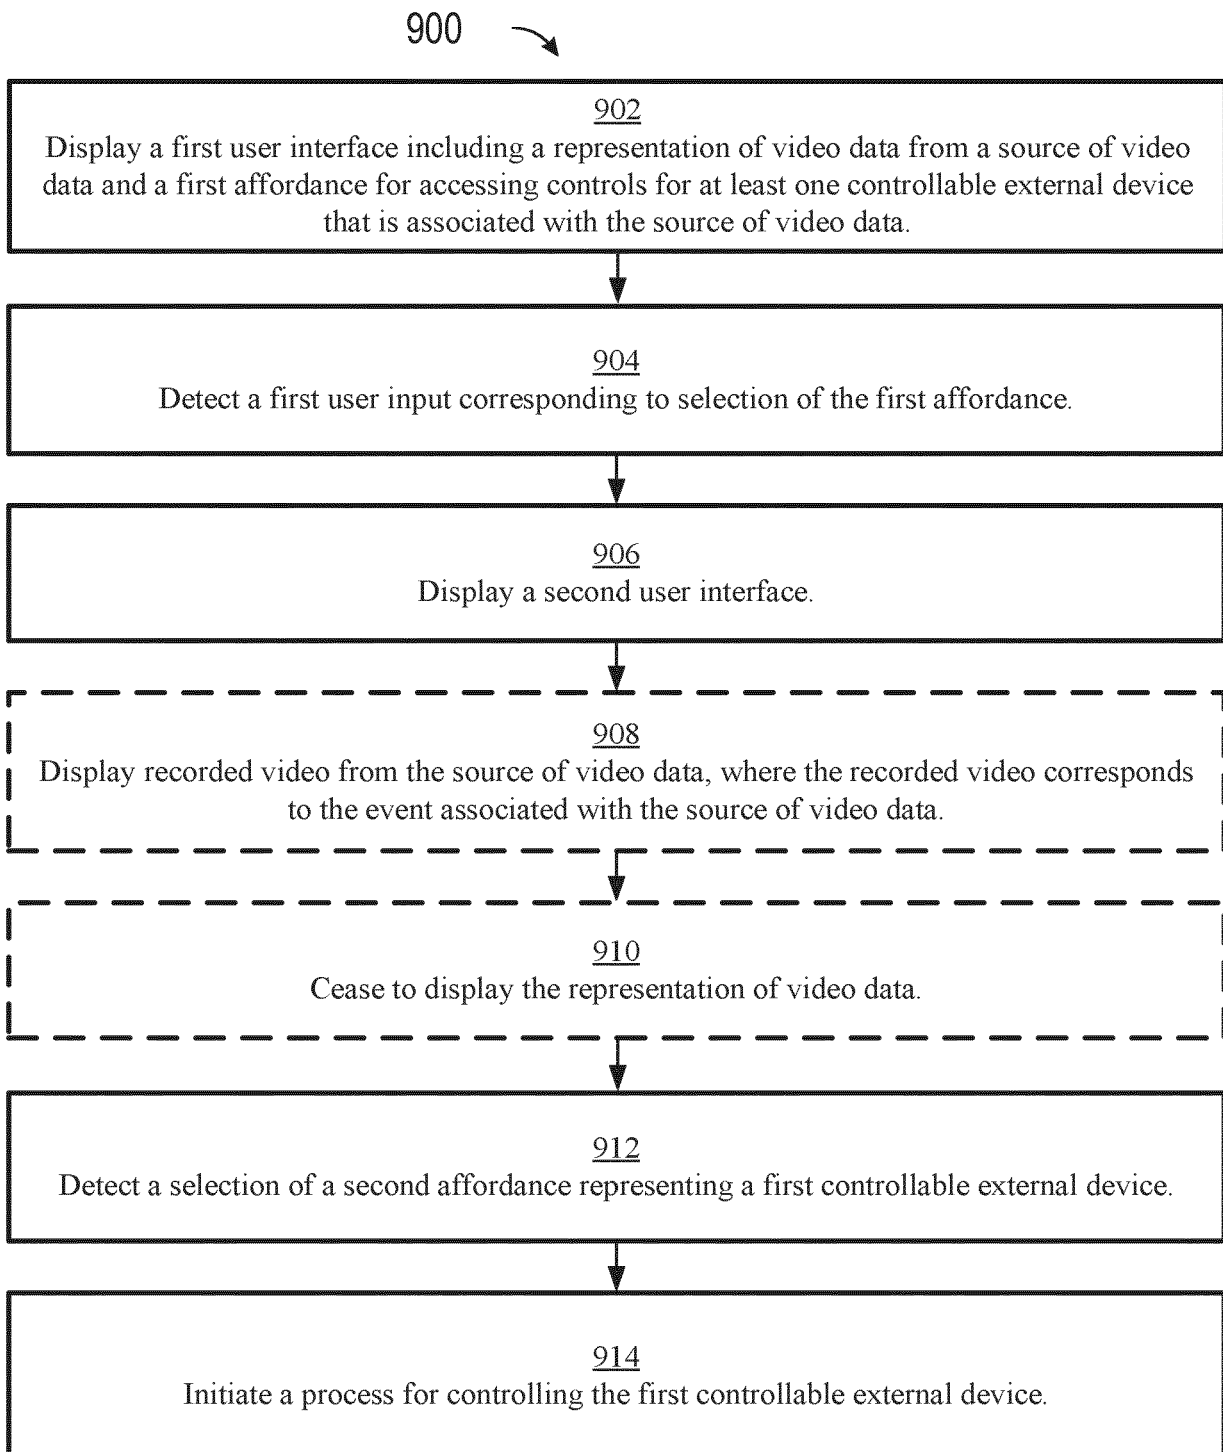 900
902
Display a first user interface including a representation of video data from a source of video
data and a first affordance for accessing controls for at least one controllable external device
that is associated with the source of video data.
904
Detect a first user input corresponding to selection of the first affordance.
906
Display a second user interface.
908
Display recorded video from the source of video data, where the recorded video corresponds
to the event associated with the source of video data.
910
Cease to display the representation of video data.
912
Detect a selection of a second affordance representing a first controllable external device.
914
Initiate a process for controlling the first controllable external device.